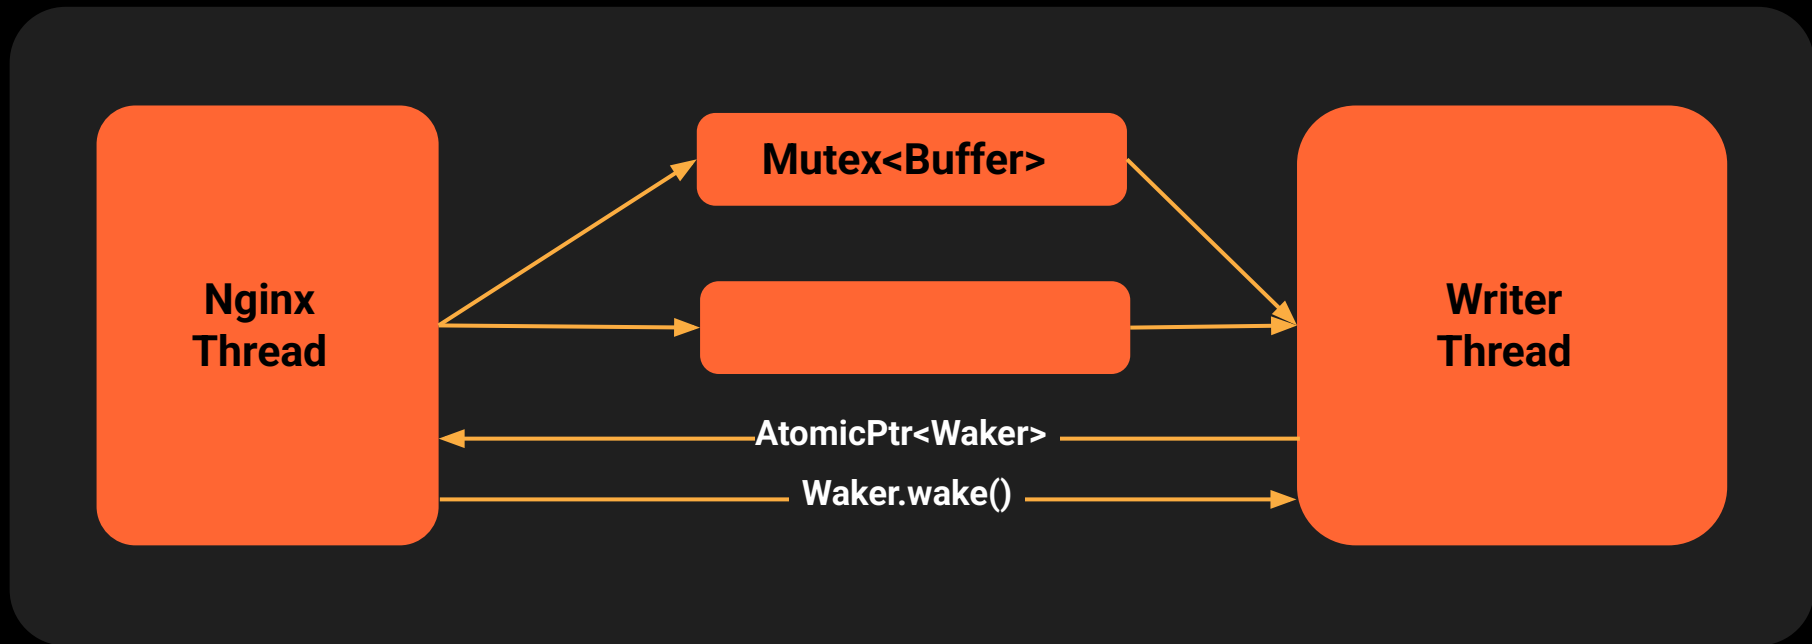 Mutex<Buffer>
Nginx
Thread
Writer
Thread
AtomicPtr<Waker>
Waker.wake()